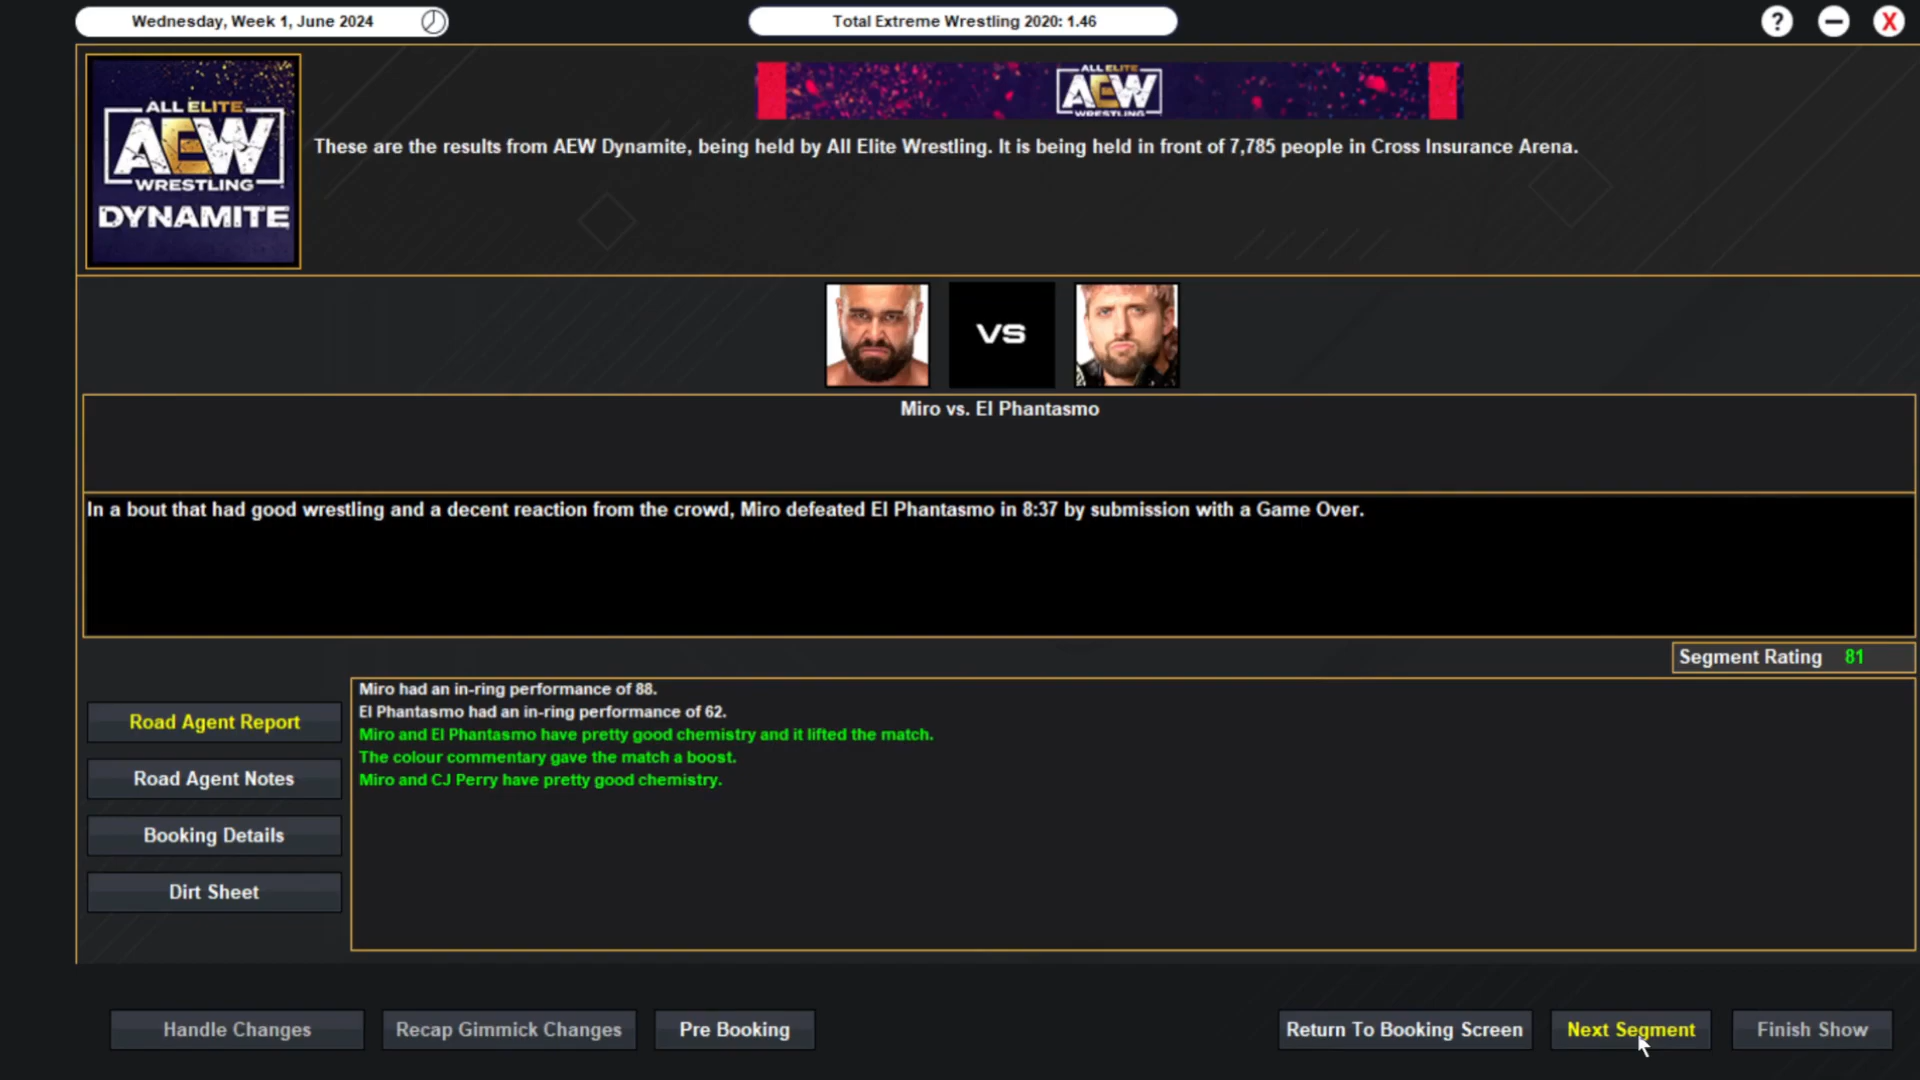 Wednesday, Week 1, June 2024
Total Extreme Wrestling 2020: 1.46
?
X
ALL ELITE
AEW
WRESTLING
DYNAMITE
ALL ELITE
AEW
WRESTLING
These are the results from AEW Dynamite, being held by All Elite Wrestling. It is being held in front of 7,785 people in Cross Insurance Arena.
VS
Miro vs. El Phantasmo
In a bout that had good wrestling and a decent reaction from the crowd, Miro defeated El Phantasmo in 8:37 by submission with a Game Over.
Segment Rating 81
Road Agent Report
Road Agent Notes
Booking Details
Dirt Sheet
Miro had an in-ring performance of 88.
El Phantasmo had an in-ring performance of 62.
Miro and El Phantasmo have pretty good chemistry and it lifted the match.
The colour commentary gave the match a boost.
Miro and CJ Perry have pretty good chemistry.
Handle Changes
Recap Gimmick Changes
Pre Booking
Return To Booking Screen
Next Segment
Finish Show